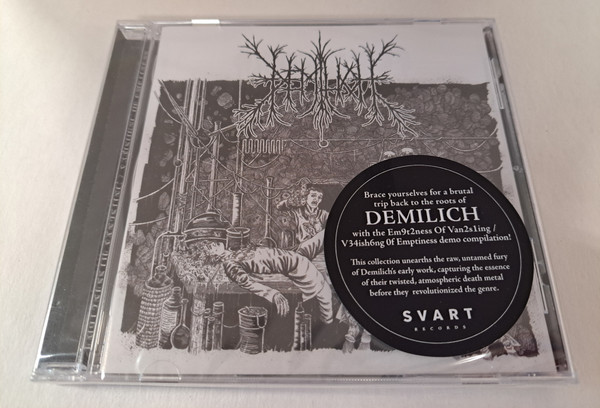 DEMILICH
Brace yourselves for a brutal
trip back to the roots of
DEMILICH
with the Em9t2ness Of Van2s1ing /
V34ish6ng 0f Emptiness demo compilation!
This collection unearths the raw, untamed fury
of Demilich's early work, capturing the essence
of their twisted, atmospheric death metal
before they revolutionized the genre.
SVART
RECORDS